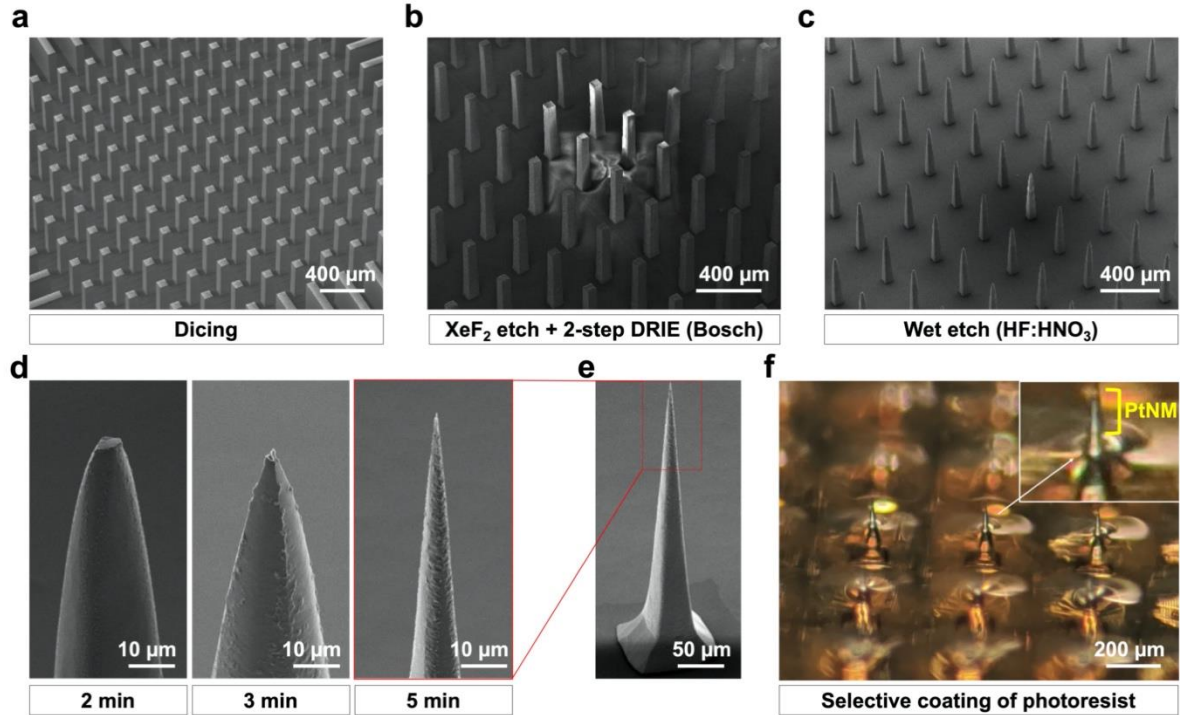 a
b
c
400 μm
400 μm
400 μm
Dicing
XeF₂ etch + 2-step DRIE (Bosch)
Wet etch (HF:HNO₃)
d
e
f
PtNM
10 μm
10 μm
10 μm
50 μm
200 μm
2 min
3 min
5 min
Selective coating of photoresist